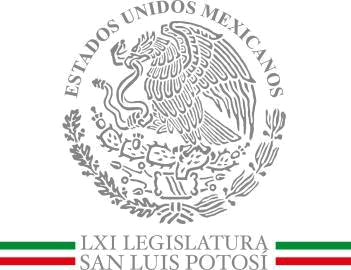 ESTADOS UNIDOS MEXICANOS
LXI LEGISLATURA
SAN LUIS POTOSÍ